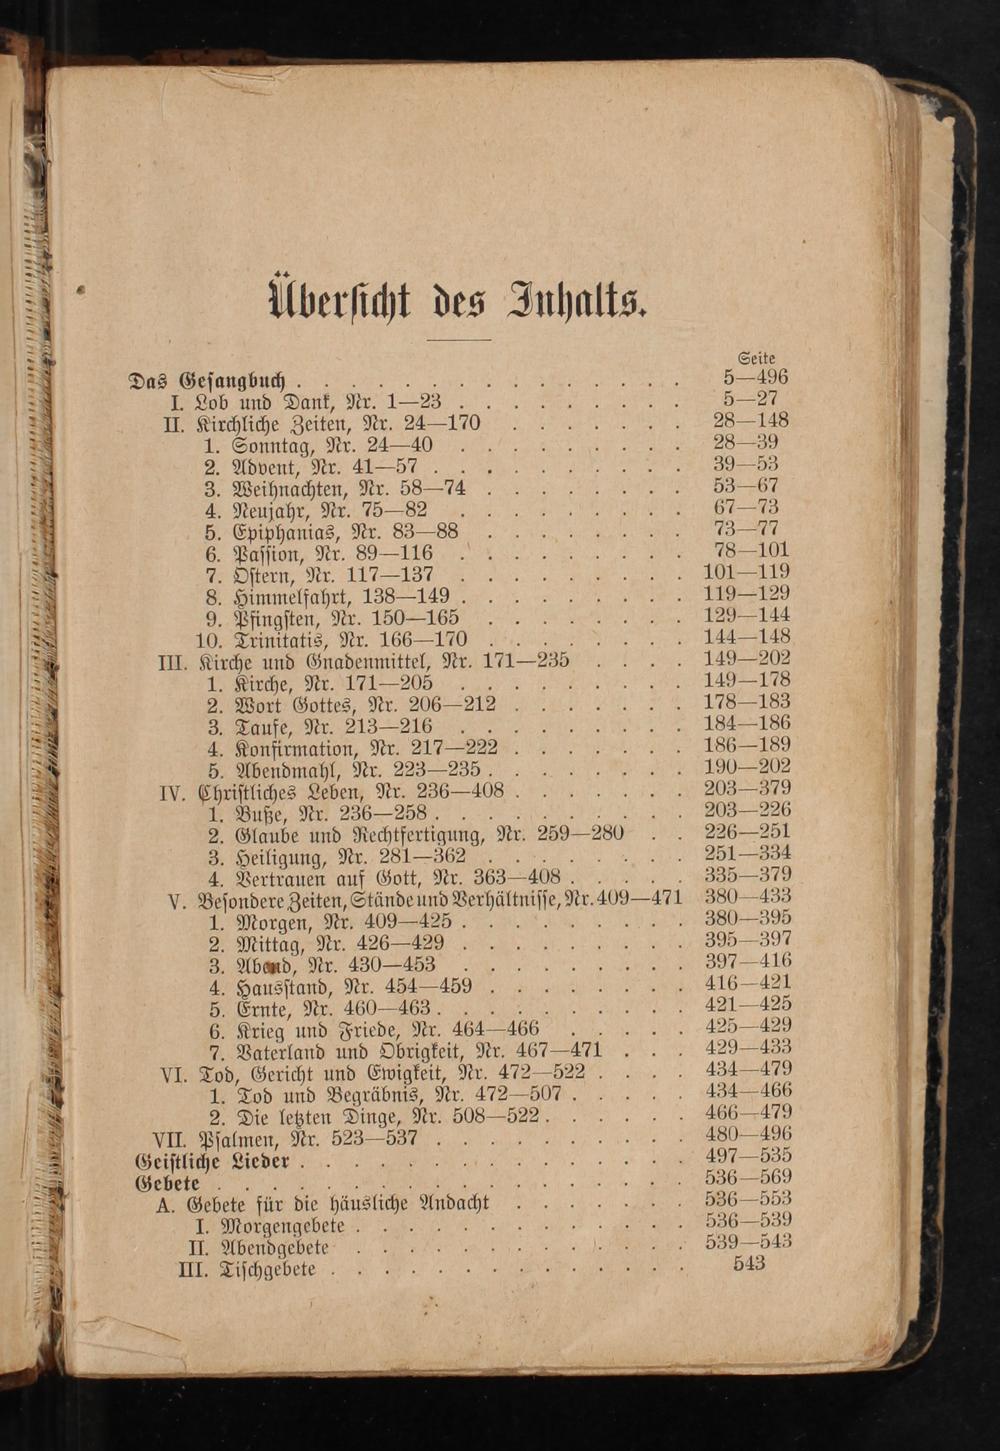 Übersicht des Inhalts.
Seite
Das Gesangbuch . . . . . . . . . . . . . . . 5—496
I. Lob und Dank, Nr. 1—23 . . . . . . . . . 5—27
II. Kirchliche Zeiten, Nr. 24—170 . . . . . . . 28—148
1. Sonntag, Nr. 24—40 . . . . . . . . . 28—39
2. Advent, Nr. 41—57 . . . . . . . . . . 39—53
3. Weihnachten, Nr. 58—74 . . . . . . . . 53—67
4. Neujahr, Nr. 75—82 . . . . . . . . . 67—73
5. Epiphanias, Nr. 83—88 . . . . . . . . 73—77
6. Passion, Nr. 89—116 . . . . . . . . . 78—101
7. Ostern, Nr. 117—137 . . . . . . . . . 101—119
8. Himmelfahrt, 138—149 . . . . . . . . . 119—129
9. Pfingsten, Nr. 150—165 . . . . . . . . 129—144
10. Trinitatis, Nr. 166—170 . . . . . . . . 144—148
III. Kirche und Gnadenmittel, Nr. 171—235 . . . . 149—202
1. Kirche, Nr. 171—205 . . . . . . . . . 149—178
2. Wort Gottes, Nr. 206—212 . . . . . . . 178—183
3. Taufe, Nr. 213—216 . . . . . . . . . 184—186
4. Konfirmation, Nr. 217—222 . . . . . . . 186—189
5. Abendmahl, Nr. 223—235 . . . . . . . . 190—202
IV. Christliches Leben, Nr. 236—408 . . . . . . . 203—379
1. Buße, Nr. 236—258 . . . . . . . . . . 203—226
2. Glaube und Rechtfertigung, Nr. 259—280 . . 226—251
3. Heiligung, Nr. 281—362 . . . . . . . . 251—334
4. Vertrauen auf Gott, Nr. 363—408 . . . . . 335—379
V. Besondere Zeiten, Stände und Verhältnisse, Nr. 409—471 380—433
1. Morgen, Nr. 409—425 . . . . . . . . . 380—395
2. Mittag, Nr. 426—429 . . . . . . . . . 395—397
3. Abend, Nr. 430—453 . . . . . . . . . 397—416
4. Hausstand, Nr. 454—459 . . . . . . . . 416—421
5. Ernte, Nr. 460—463 . . . . . . . . . . 421—425
6. Krieg und Friede, Nr. 464—466 . . . . . 425—429
7. Vaterland und Obrigkeit, Nr. 467—471 . . . 429—433
VI. Tod, Gericht und Ewigkeit, Nr. 472—522 . . . . 434—479
1. Tod und Begräbnis, Nr. 472—507 . . . . . 434—466
2. Die letzten Dinge, Nr. 508—522 . . . . . . 466—479
VII. Psalmen, Nr. 523—537 . . . . . . . . . . 480—496
Geistliche Lieder . . . . . . . . . . . . . . . 497—535
Gebete . . . . . . . . . . . . . . . . . . 536—569
A. Gebete für die häusliche Andacht . . . . . . . 536—553
I. Morgengebete . . . . . . . . . . . . . 536—539
II. Abendgebete . . . . . . . . . . . . . 539—543
III. Tischgebete . . . . . . . . . . . . . . 543